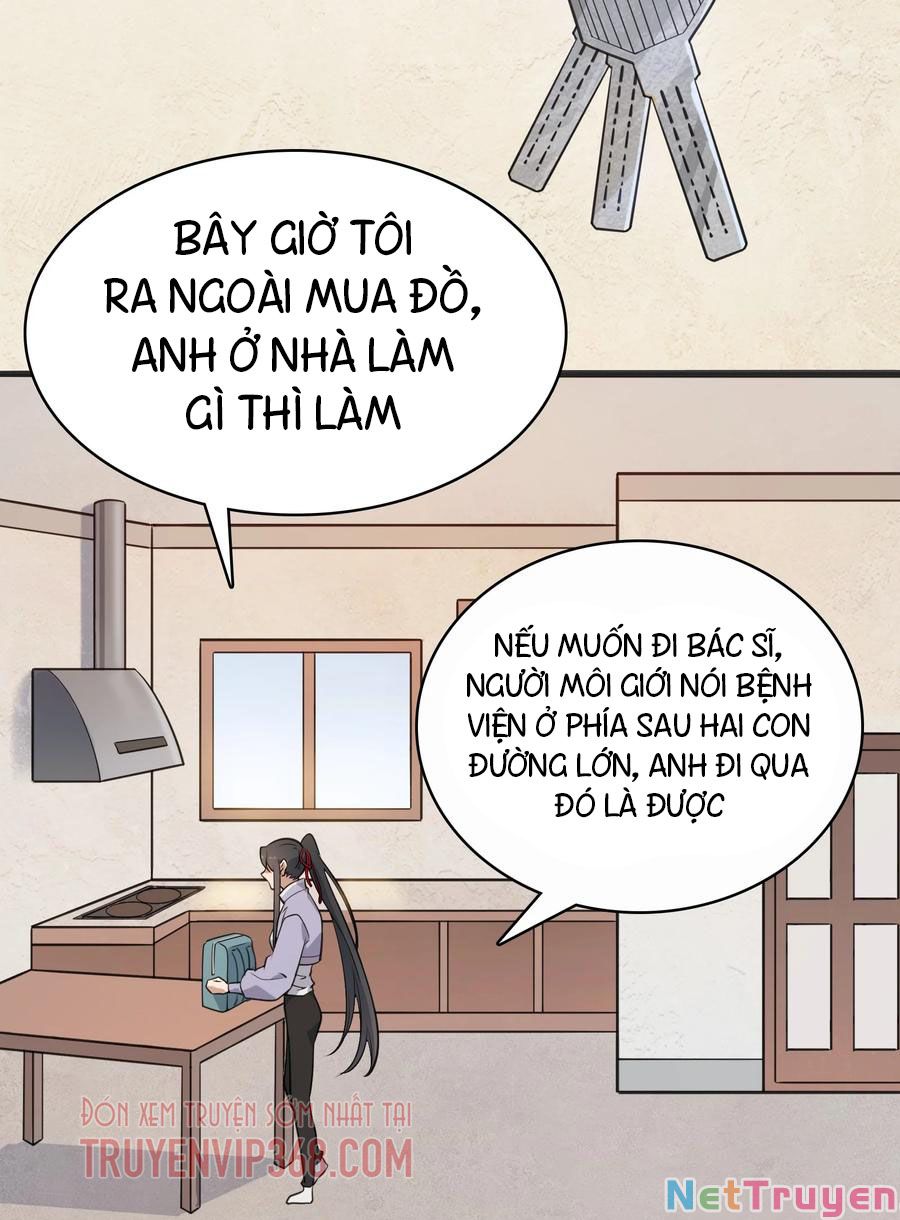 BÂY GIỜ TÔI
RA NGOÀI MUA ĐỒ,
ANH Ở NHÀ LÀM
GÌ THÌ LÀM
NẾU MUỐN ĐI BÁC SĨ,
NGƯỜI MÔI GIỚI NÓI BỆNH
VIỆN Ở PHÍA SAU HAI CON
ĐƯỜNG LỚN, ANH ĐI QUA
ĐÓ LÀ ĐƯỢC
ĐÓN XEM TRUYỆN SỚM NHẤT TẠI
TRUYENVIP368.COM
NetTruyen